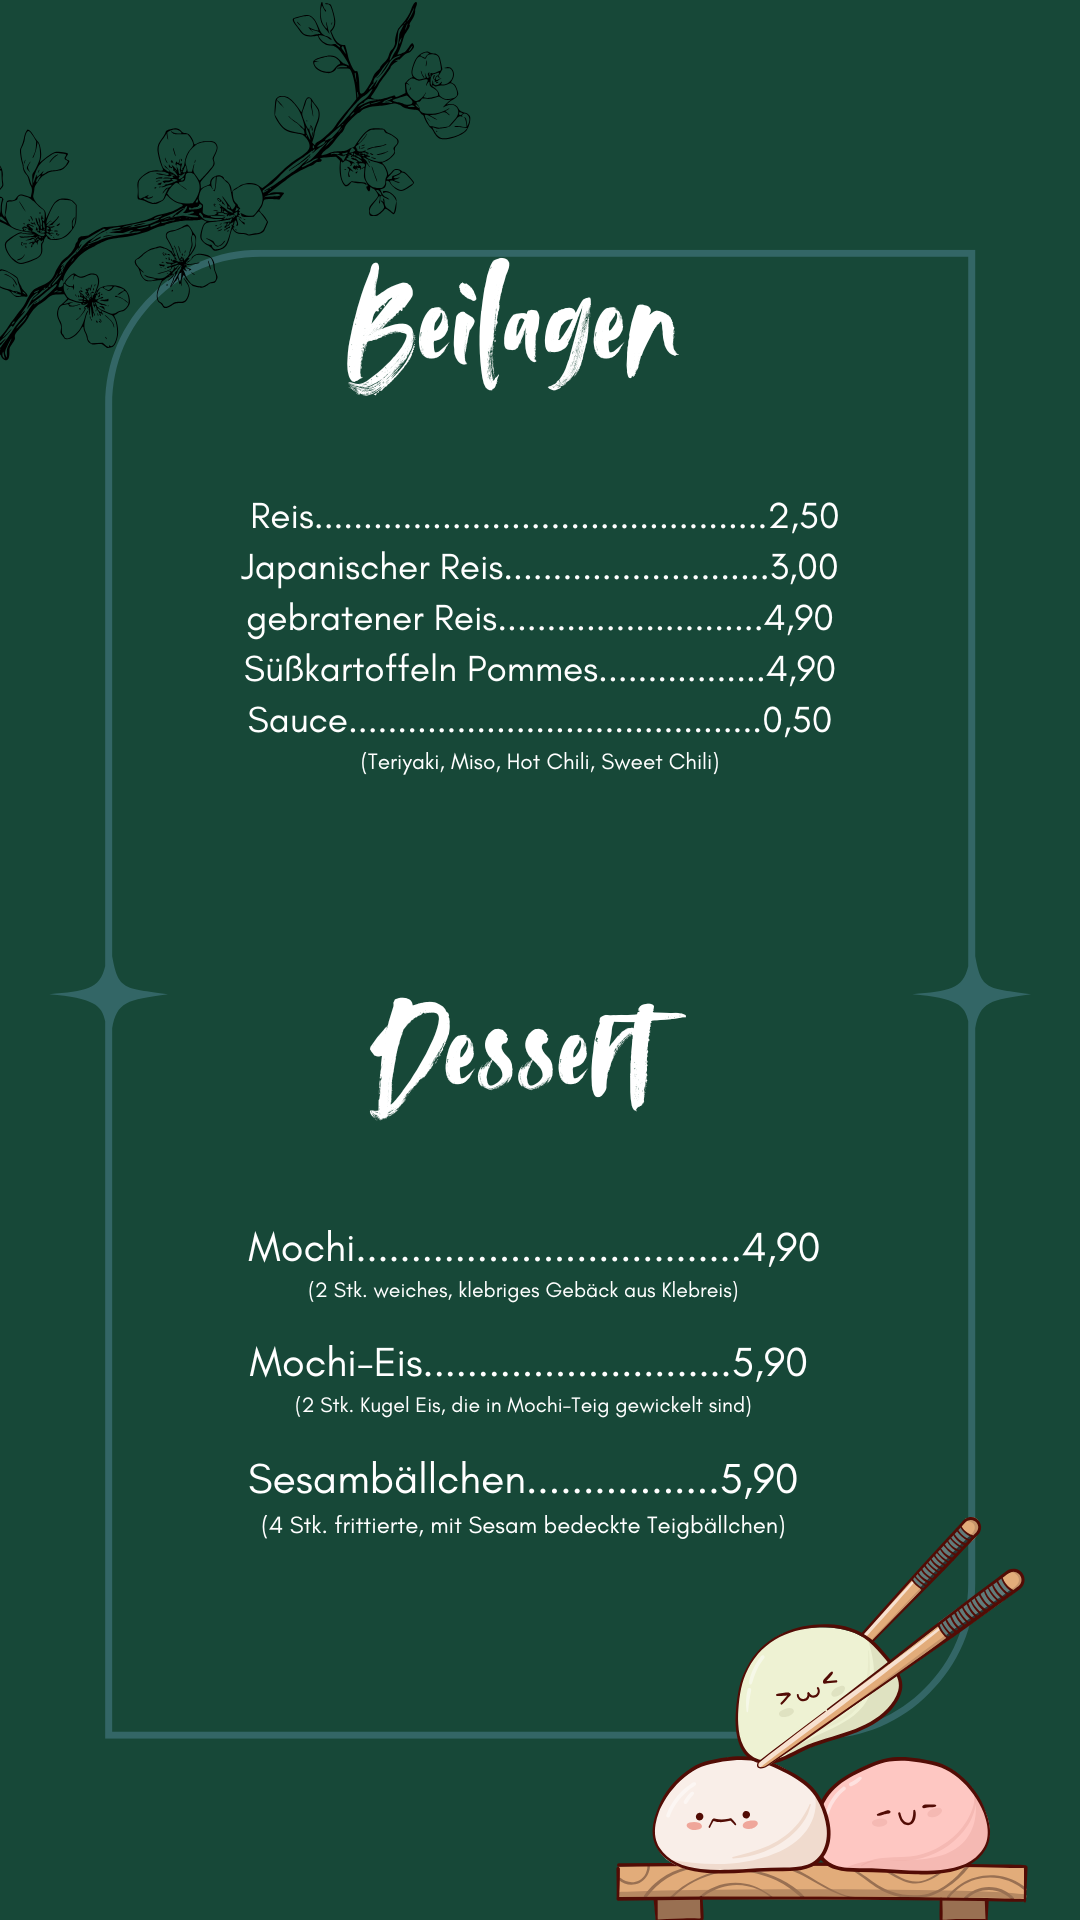 Beilagen
Reis..............................................2,50
Japanischer Reis...........................3,00
gebratener Reis...........................4,90
Süßkartoffeln Pommes.................4,90
Sauce..........................................0,50
(Teriyaki, Miso, Hot Chili, Sweet Chili)
Dessert
Mochi...................................4,90
(2 Stk. weiches, klebriges Gebäck aus Klebreis)
Mochi-Eis............................5,90
(2 Stk. Kugel Eis, die in Mochi-Teig gewickelt sind)
Sesambällchen.................5,90
(4 Stk. frittierte, mit Sesam bedeckte Teigbällchen)